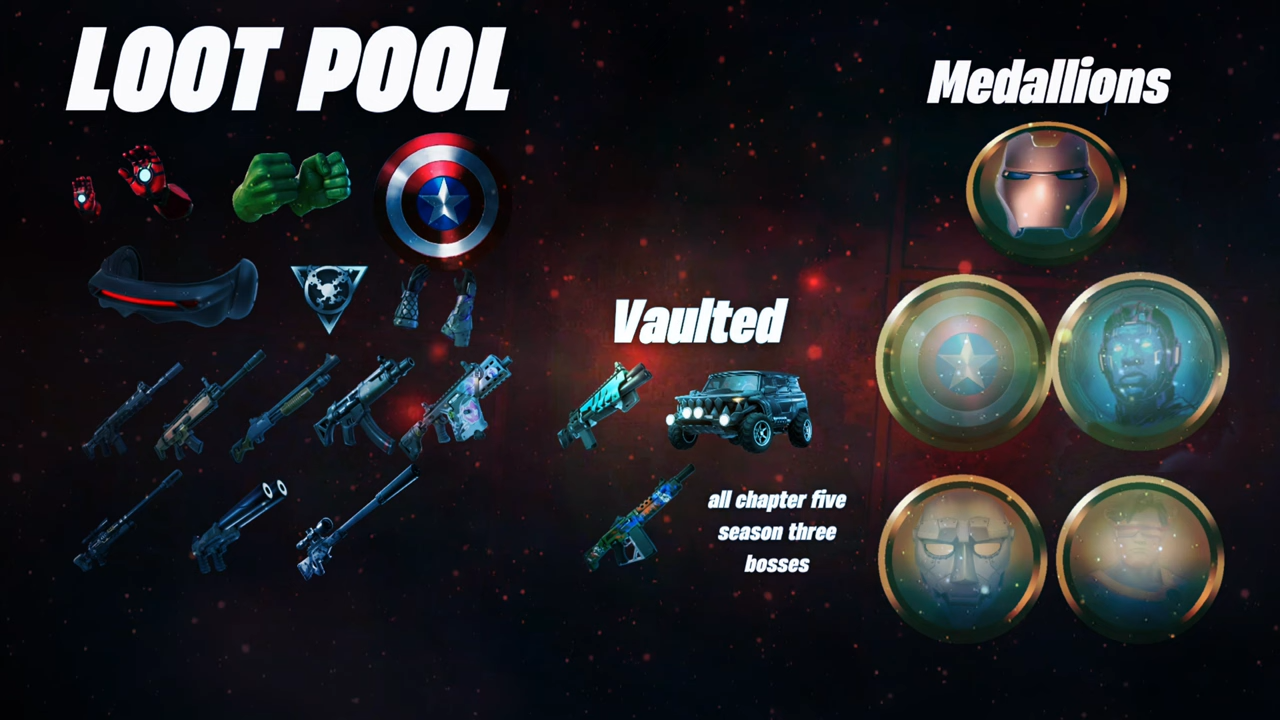 LOOT POOL
Medallions
Vaulted
all chapter five
season three
bosses